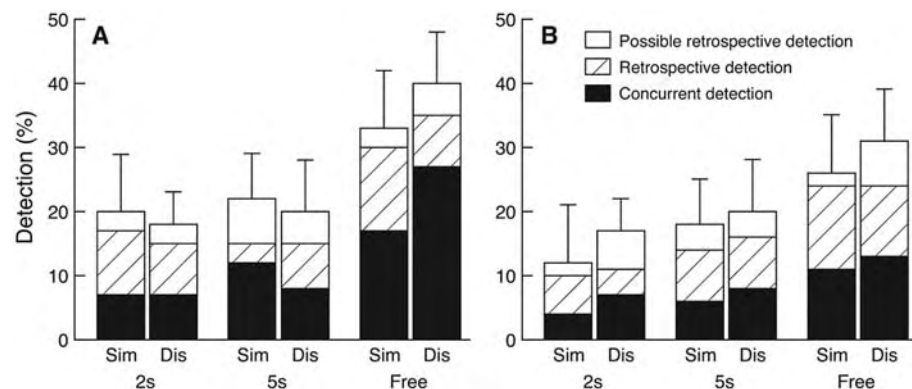 50
40
30
20
10
0
Detection (%)
A
Sim Dis Sim Dis Sim Dis
2s 5s Free
50
40
30
20
10
0
B
Possible retrospective detection
Retrospective detection
Concurrent detection
Sim Dis Sim Dis Sim Dis
2s 5s Free